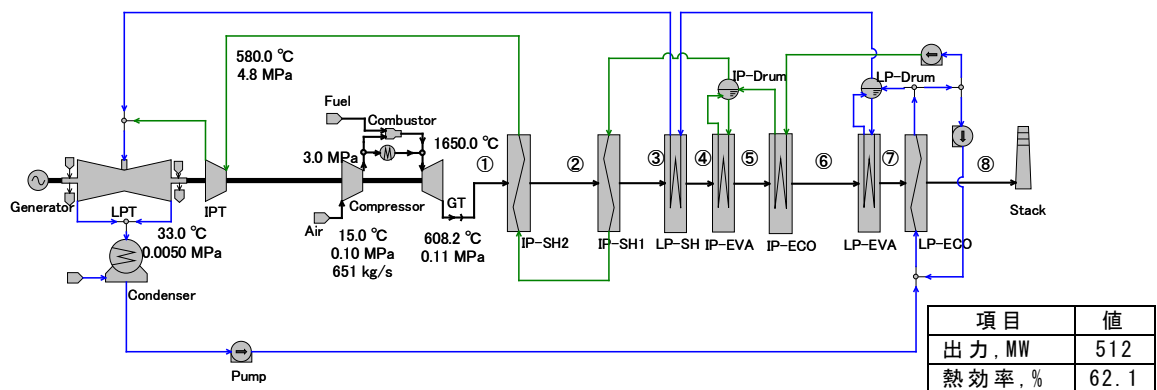 580.0 ℃
4.8 MPa
Fuel
Combustor
3.0 MPa
1650.0 ℃
①
②
③
④
⑤
⑥
⑦
⑧
IP-Drum
LP-Drum
Generator
LPT
IPT
33.0 ℃
0.0050 MPa
Condenser
Pump
Air
Compressor
15.0 ℃
0.10 MPa
651 kg/s
GT
608.2 ℃
0.11 MPa
IP-SH2
IP-SH1
LP-SH
IP-EVA
IP-ECO
LP-EVA
LP-ECO
Stack
項目 値
出力, MW 512
熱効率, % 62.1